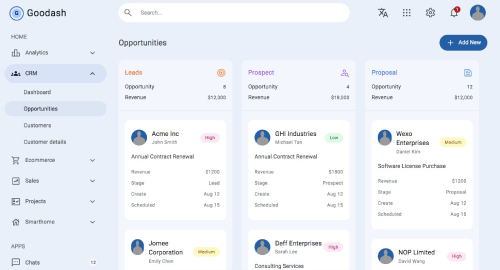 Goodash
Search...
1
HOME
Analytics
CRM
Dashboard
Opportunities
Customers
Customer details
Ecommerce
Sales
Projects
Smarthome
APPS
Chats
12
Opportunities
Add New
Leads
Opportunity 8
Revenue $12,300
Acme Inc
John Smith
High
Annual Contract Renewal
Revenue $1200
Stage Lead
Create Aug 12
Scheduled Aug 15
Jomee
Corporation
Emily Chen
Medium
Prospect
Opportunity 4
Revenue $18,000
GHI Industries
Michael Tan
Low
Annual Contract Renewal
Revenue $1800
Stage Prospect
Create Aug 12
Scheduled Aug 15
Deff Enterprises
Sarah Lee
High
Consulting Services
Proposal
Opportunity 12
Revenue $12,000
Wexo
Enterprises
Daniel Kim
Medium
Software License Purchase
Revenue $1200
Stage Proposal
Create Aug 12
Scheduled Aug 15
NOP Limited
David Wang
High